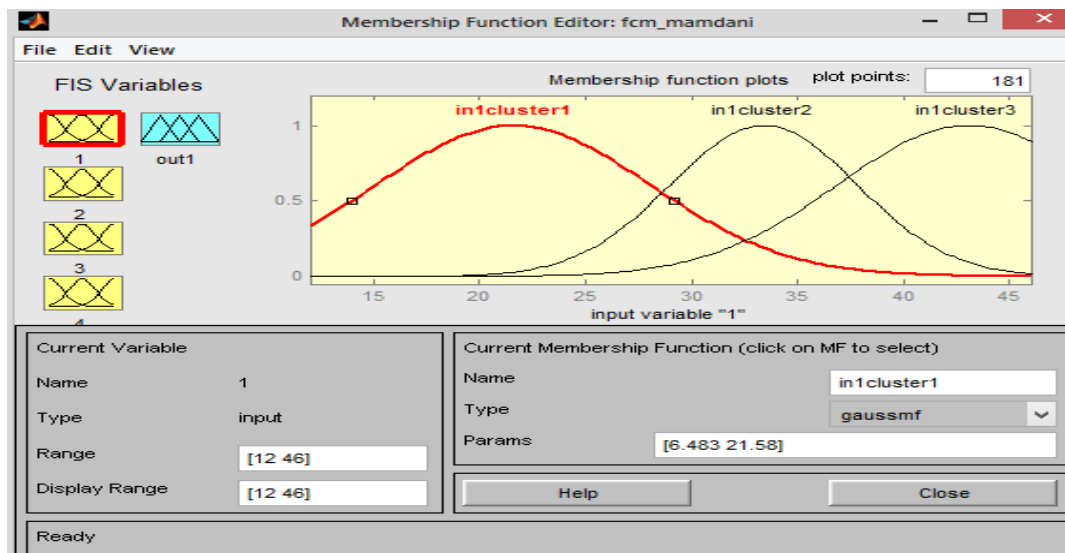 Membership Function Editor: fcm_mamdani
File Edit View
FIS Variables
Membership function plots
plot points:
181
1
out1
2
3
4
in1cluster1
in1cluster2
in1cluster3
1
0.5
0
15 20 25 30 35 40 45
input variable "1"
Current Variable
Name 1
Type input
Range [12 46]
Display Range [12 46]
Current Membership Function (click on MF to select)
Name in1cluster1
Type gaussmf
Params [6.483 21.58]
Help
Close
Ready